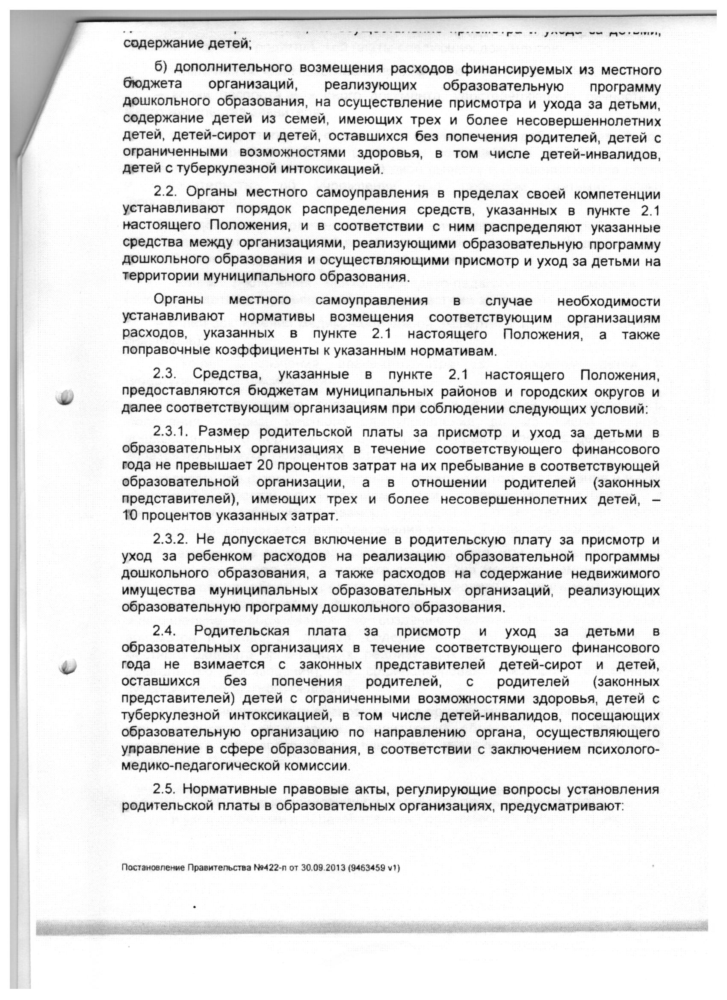 за детьми,
содержание детей;
б) дополнительного возмещения расходов финансируемых из местного
бюджета организаций, реализующих образовательную программу
дошкольного образования, на осуществление присмотра и ухода за детьми,
содержание детей из семей, имеющих трех и более несовершеннолетних
детей, детей-сирот и детей, оставшихся без попечения родителей, детей с
ограниченными возможностями здоровья, в том числе детей-инвалидов,
детей с туберкулезной интоксикацией.
2.2. Органы местного самоуправления в пределах своей компетенции
устанавливают порядок распределения средств, указанных в пункте 2.1
настоящего Положения, и в соответствии с ним распределяют указанные
средства между организациями, реализующими образовательную программу
дошкольного образования и осуществляющими присмотр и уход за детьми на
территории муниципального образования.
Органы местного самоуправления в случае необходимости
устанавливают нормативы возмещения соответствующим организациям
расходов, указанных в пункте 2.1 настоящего Положения, а также
поправочные коэффициенты к указанным нормативам.
2.3. Средства, указанные в пункте 2.1 настоящего Положения,
предоставляются бюджетам муниципальных районов и городских округов и
далее соответствующим организациям при соблюдении следующих условий:
2.3.1. Размер родительской платы за присмотр и уход за детьми в
образовательных организациях в течение соответствующего финансового
года не превышает 20 процентов затрат на их пребывание в соответствующей
образовательной организации, а в отношении родителей (законных
представителей), имеющих трех и более несовершеннолетних детей, –
10 процентов указанных затрат.
2.3.2. Не допускается включение в родительскую плату за присмотр и
уход за ребенком расходов на реализацию образовательной программы
дошкольного образования, а также расходов на содержание недвижимого
имущества муниципальных образовательных организаций, реализующих
образовательную программу дошкольного образования.
2.4. Родительская плата за присмотр и уход за детьми в
образовательных организациях в течение соответствующего финансового
года не взимается с законных представителей детей-сирот и детей,
оставшихся без попечения родителей, с родителей (законных
представителей) детей с ограниченными возможностями здоровья, детей с
туберкулезной интоксикацией, в том числе детей-инвалидов, посещающих
образовательную организацию по направлению органа, осуществляющего
управление в сфере образования, в соответствии с заключением психолого-
медико-педагогической комиссии.
2.5. Нормативные правовые акты, регулирующие вопросы установления
родительской платы в образовательных организациях, предусматривают:
Постановление Правительства №422-п от 30.09.2013 (9463459 v1)